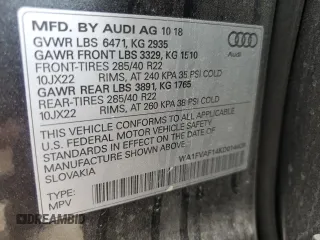 MFD. BY AUDI AG 10 18
GVWR LBS 6471, KG 2935
GAWR FRONT LBS 3329, KG 1510
FRONT-TIRES 285/40 R22
10JX22 RIMS, AT 240 KPA 35 PSI COLD
GAWR REAR LBS 3891, KG 1765
REAR-TIRES 285/40 R22
10JX22 RIMS, AT 260 KPA 38 PSI COLD
THIS VEHICLE CONFORMS TO ALL APPLICABLE
U.S. FEDERAL MOTOR VEHICLE
SAFETY STANDARDS IN EFFECT ON THE DATE OF
MANUFACTURE SHOWN ABOVE.
SLOVAKIA
TYPE:
MPV
Audi
DREAMBID